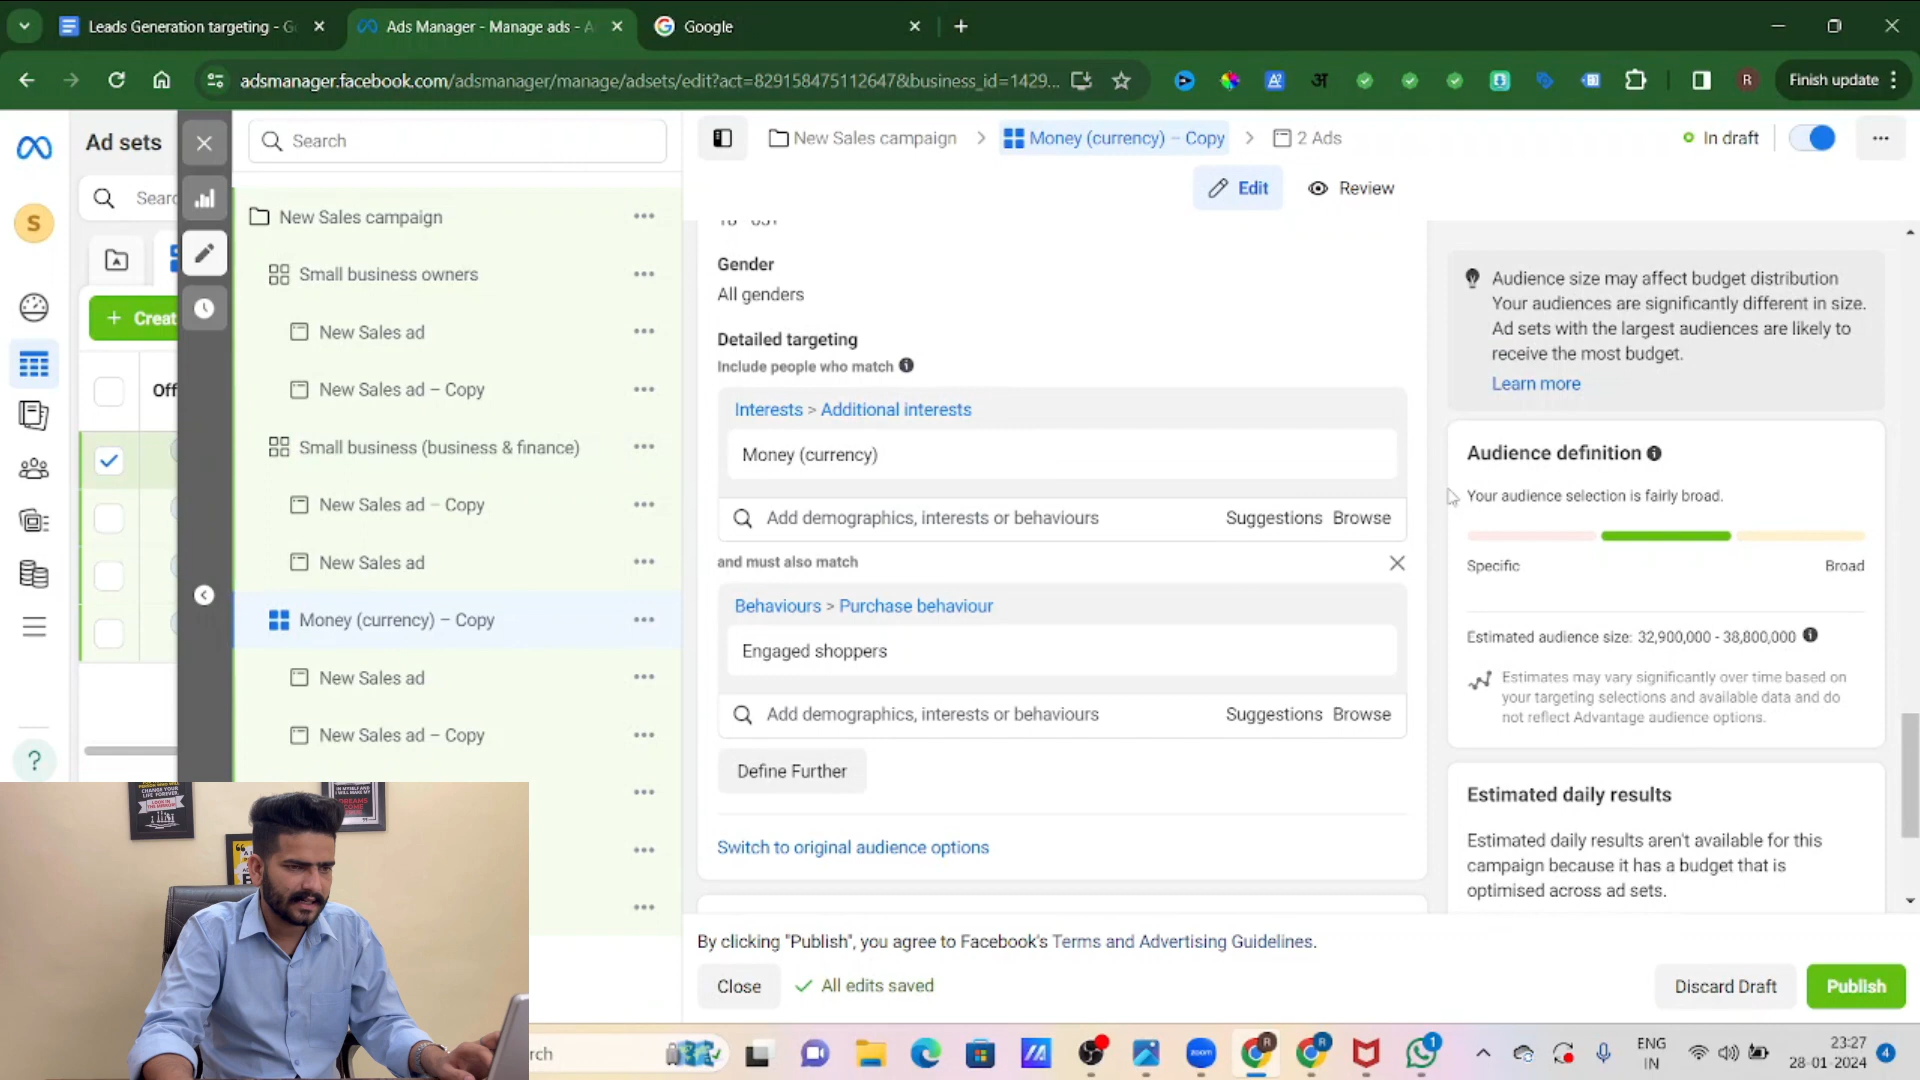 Leads Generation targeting - G
Ads Manager - Manage ads - A
Google
adsmanager.facebook.com/adsmanager/manage/adsets/edit?act=829158475112647&business_id=1429...
R
Finish update
Ad sets
Search
New Sales campaign
Money (currency) – Copy
2 Ads
In draft
Edit
Review
S
Sear
+ Creat
Off
New Sales campaign
Small business owners
New Sales ad
New Sales ad – Copy
Small business (business & finance)
New Sales ad – Copy
New Sales ad
Money (currency) – Copy
New Sales ad
New Sales ad – Copy
Gender
All genders
Detailed targeting
Include people who match
Interests > Additional interests
Money (currency)
Add demographics, interests or behaviours
Suggestions
Browse
and must also match
Behaviours > Purchase behaviour
Engaged shoppers
Add demographics, interests or behaviours
Suggestions
Browse
Define Further
Switch to original audience options
Audience size may affect budget distribution
Your audiences are significantly different in size.
Ad sets with the largest audiences are likely to
receive the most budget.
Learn more
Audience definition
Your audience selection is fairly broad.
Specific
Broad
Estimated audience size: 32,900,000 - 38,800,000
Estimates may vary significantly over time based on
your targeting selections and available data and do
not reflect Advantage audience options.
Estimated daily results
Estimated daily results aren't available for this
campaign because it has a budget that is
optimised across ad sets.
By clicking "Publish", you agree to Facebook's Terms and Advertising Guidelines.
Close
All edits saved
Discard Draft
Publish
rch
zoom
R
R
1
ENG
IN
23:27
28-01-2024
4